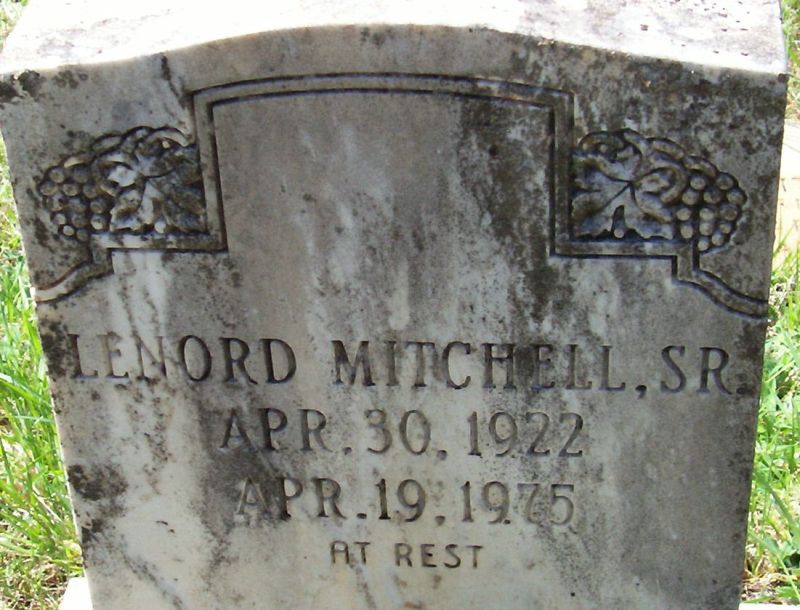 LENORD MITCHELL, SR.
APR. 30, 1922
APR. 19, 1975
AT REST